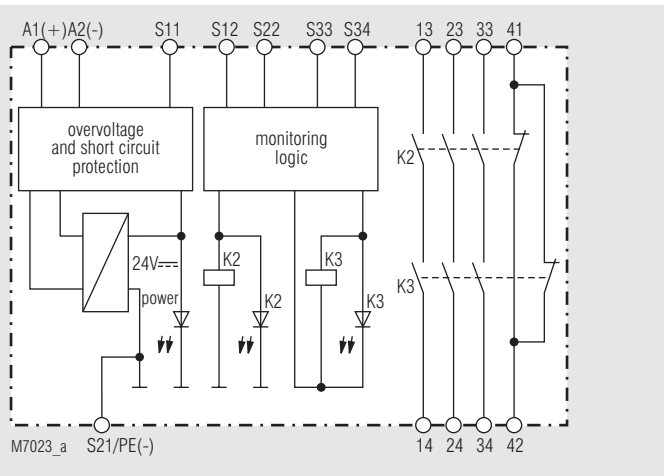 A1(+) A2(-) S11 S12 S22 S33 S34 13 23 33 41
overvoltage
and short circuit
protection
monitoring
logic
K2
24V
K2
K3
K3
power
K2
K3
M7023_a S21/PE(-) 14 24 34 42